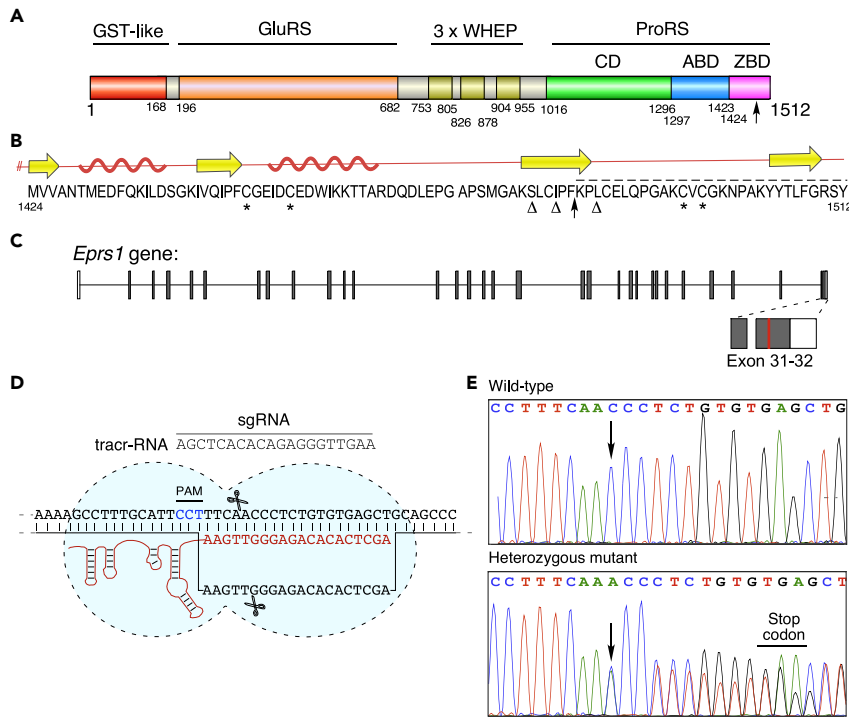 A
GST-like GluRS 3 x WHEP ProRS
CD ABD ZBD
1 168 196 682 753 805 826 878 904 955 1016 1296 1297 1423 1424 1512
B
//
MVVANTMEDFQKILDSGKIVQIPFCGEIDCEDWIKKTTARDQDLEPG APSMGAKSLCIPFKPLCELQPGAKCVCGKNPAKYYTLFGRSY
1424 * * Δ Δ Δ * * 1512
C
Eprs1 gene:
Exon 31-32
D
sgRNA
tracr-RNA AGCTCACACAGAGGGTTGAA
PAM
AAAAGCCTTTGCATTCCTTTCAACCCTCTGTGTGAGCTGCAGCCC
AAGTTGGGAGACACACTCGA
AAGTTGGGAGACACACTCGA
E
Wild-type
CCTTTCAACCCTCTGTGTGAGCTG
Heterozygous mutant
CCTTTCAAACCCTCTGTGTGAGCT
Stop
codon